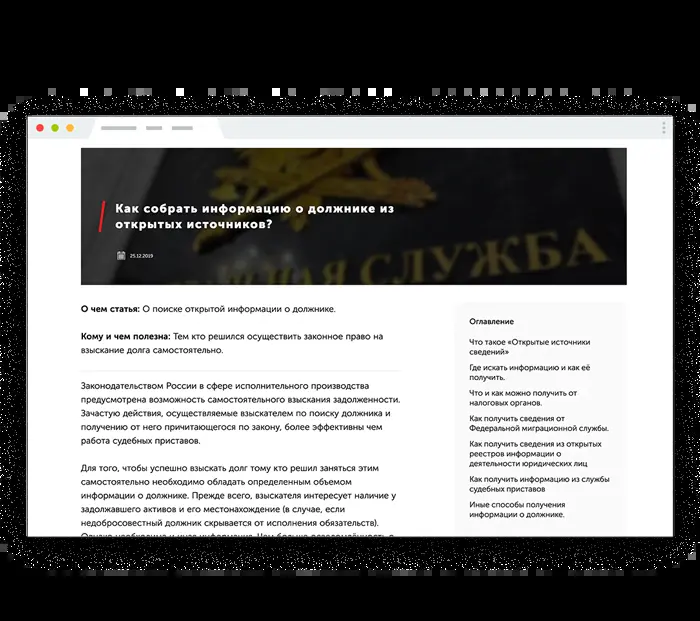 Как собрать информацию о должнике из
открытых источников?
25.12.2019
СЛУЖБА
О чем статья: О поиске открытой информации о должнике.
Кому и чем полезна: Тем кто решился осуществить законное право на
взыскание долга самостоятельно.
Законодательством России в сфере исполнительного производства
предусмотрена возможность самостоятельного взыскания задолженности.
Зачастую действия, осуществляемые взыскателем по поиску должника и
получению от него причитающегося по закону, более эффективны чем
работа судебных приставов.
Для того, чтобы успешно взыскать долг тому кто решил заняться этим
самостоятельно необходимо обладать определенным объемом
информации о должнике. Прежде всего, взыскателя интересует наличие у
задолжавшего активов и его местонахождение (в случае, если
недобросовестный должник скрывается от исполнения обязательств).
Оглавление
Что такое «Открытые источники
сведений»
Где искать информацию и как её
получить.
Что и как можно получить от
налоговых органов.
Как получить сведения от
Федеральной миграционной службы.
Как получить сведения из открытых
реестров информации о
деятельности юридических лиц
Как получить информацию из службы
судебных приставов
Иные способы получения
информации о должнике.